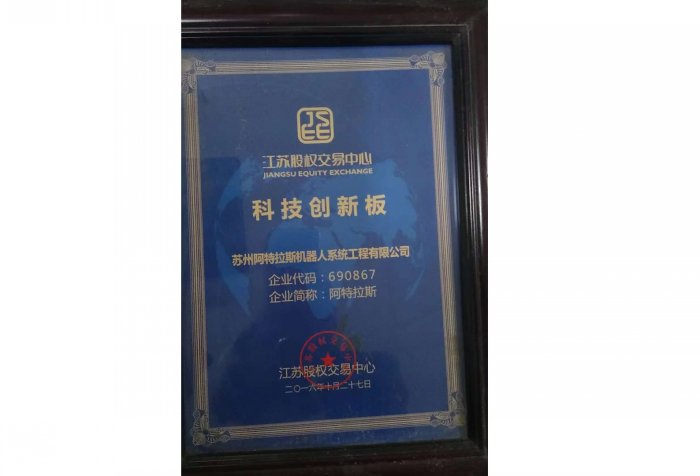 JS
EE
江苏股权交易中心
JIANGSU EQUITY EXCHANGE
科技创新板
苏州阿特拉斯机器人系统工程有限公司
企业代码：690867
企业简称：阿特拉斯
江苏股权交易中心
二〇一六年十月二十七日